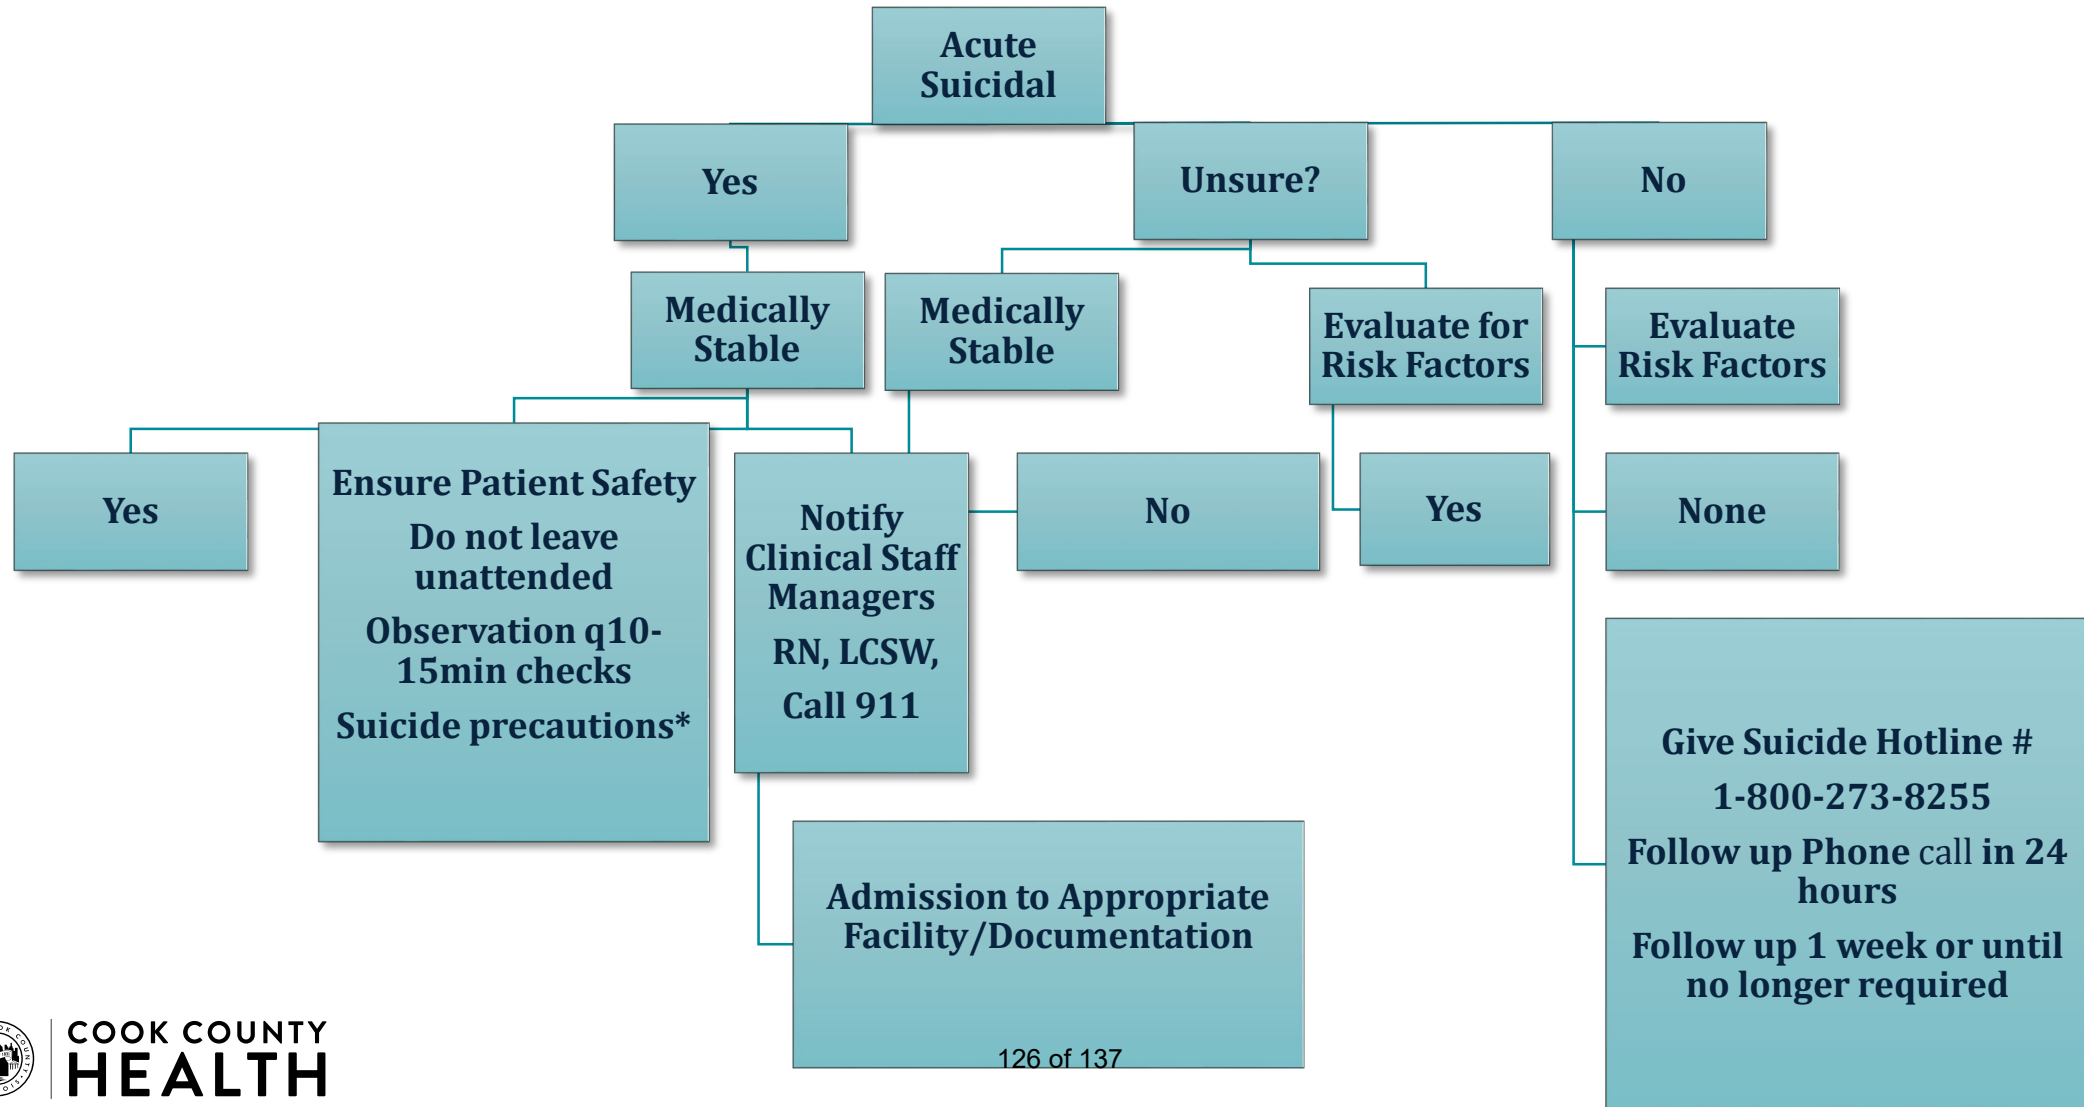 Acute
Suicidal
Yes
Unsure?
No
Medically
Stable
Medically
Stable
Evaluate for
Risk Factors
Evaluate
Risk Factors
Yes
Ensure Patient Safety
Do not leave
unattended
Observation q10-
15min checks
Suicide precautions*
Notify
Clinical Staff
Managers
RN, LCSW,
Call 911
No
Yes
None
Admission to Appropriate
Facility/Documentation
Give Suicide Hotline #
1-800-273-8255
Follow up Phone call in 24
hours
Follow up 1 week or until
no longer required
COOK COUNTY
HEALTH
126 of 137